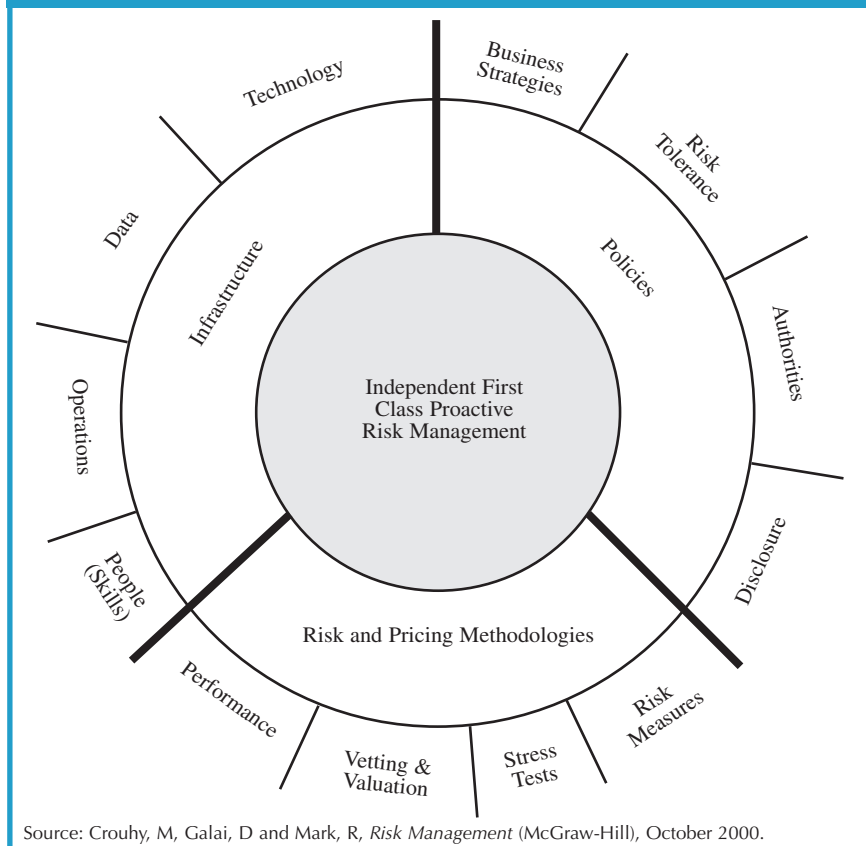 Business
Strategies
Risk
Tolerance
Authorities
Disclosure
Risk
Measures
Stress
Tests
Vetting &
Valuation
Performance
People
(Skills)
Operations
Data
Technology
Policies
Risk and Pricing Methodologies
Infrastructure
Independent First
Class Proactive
Risk Management
Source: Crouhy, M, Galai, D and Mark, R, Risk Management (McGraw-Hill), October 2000.